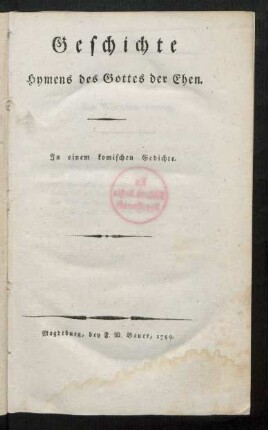 Geschichte
Hymens des Gottes der Ehen.
In einem komischen Gedichte.
Magdeburg, bey F. W. Bauer, 1789.